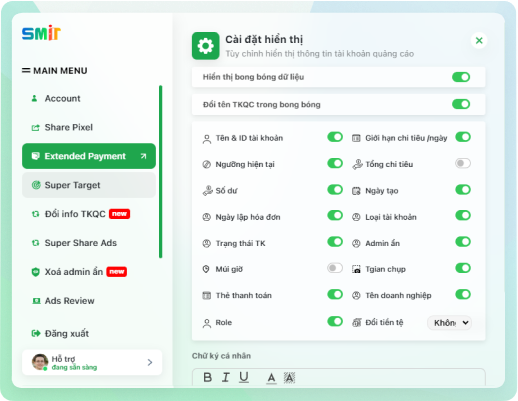 SMIT
MAIN MENU
Account
Share Pixel
Extended Payment
Super Target
Đổi info TKQC new
Super Share Ads
Xoá admin ẩn new
Ads Review
Đăng xuất
Hỗ trợ
đang sẵn sàng
Cài đặt hiển thị
Tùy chỉnh hiển thị thông tin tài khoản quảng cáo
Hiển thị bong bóng dữ liệu
Đổi tên TKQC trong bong bóng
Tên & ID tài khoản
Giới hạn chi tiêu /ngày
Ngưỡng hiện tại
Tổng chi tiêu
Số dư
Ngày tạo
Ngày lập hóa đơn
Loại tài khoản
Trạng thái TK
Admin ẩn
Múi giờ
Tgian chụp
Thẻ thanh toán
Tên doanh nghiệp
Role
Đổi tiền tệ
Khôn
Chữ ký cá nhân
B I U A A